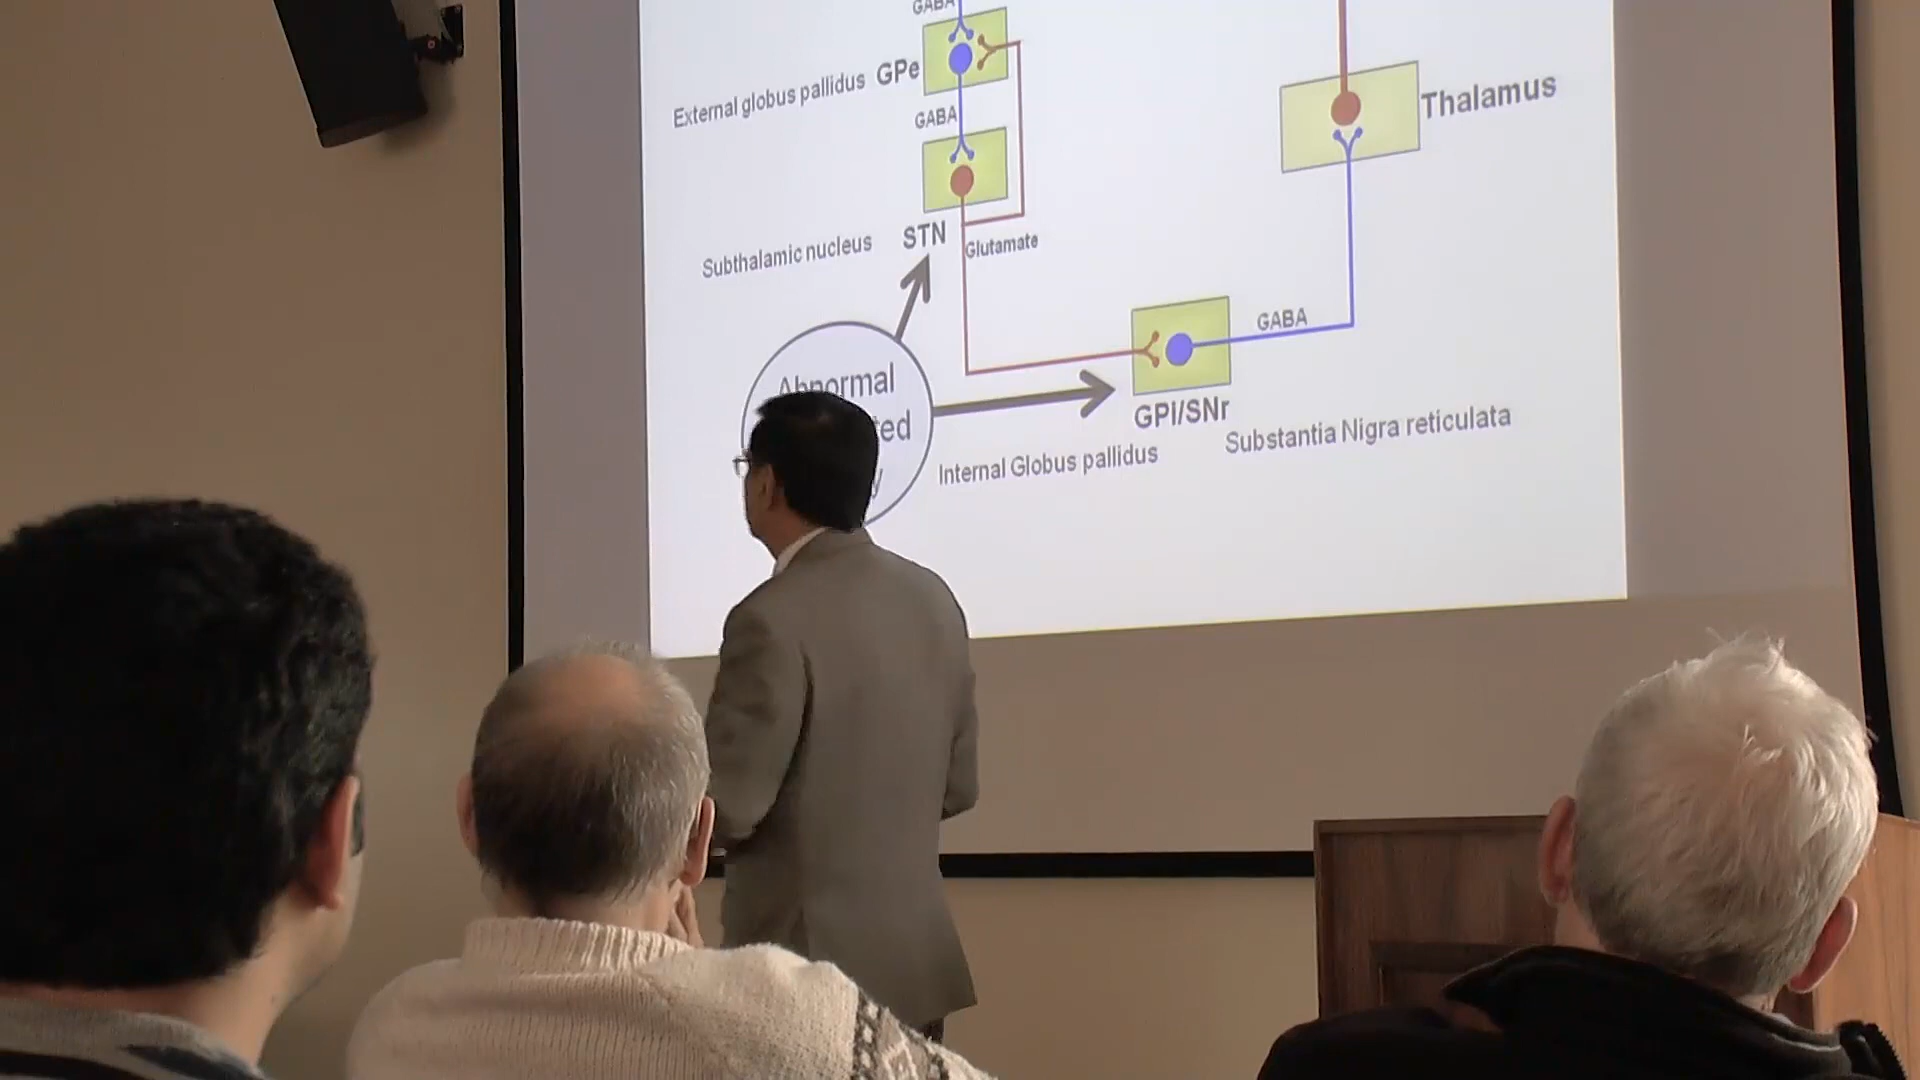 GABA
External globus pallidus GPe
Thalamus
GABA
Subthalamic nucleus STN
Glutamate
GABA
Abnormal
GPI/SNr
Internal Globus pallidus
Substantia Nigra reticulata